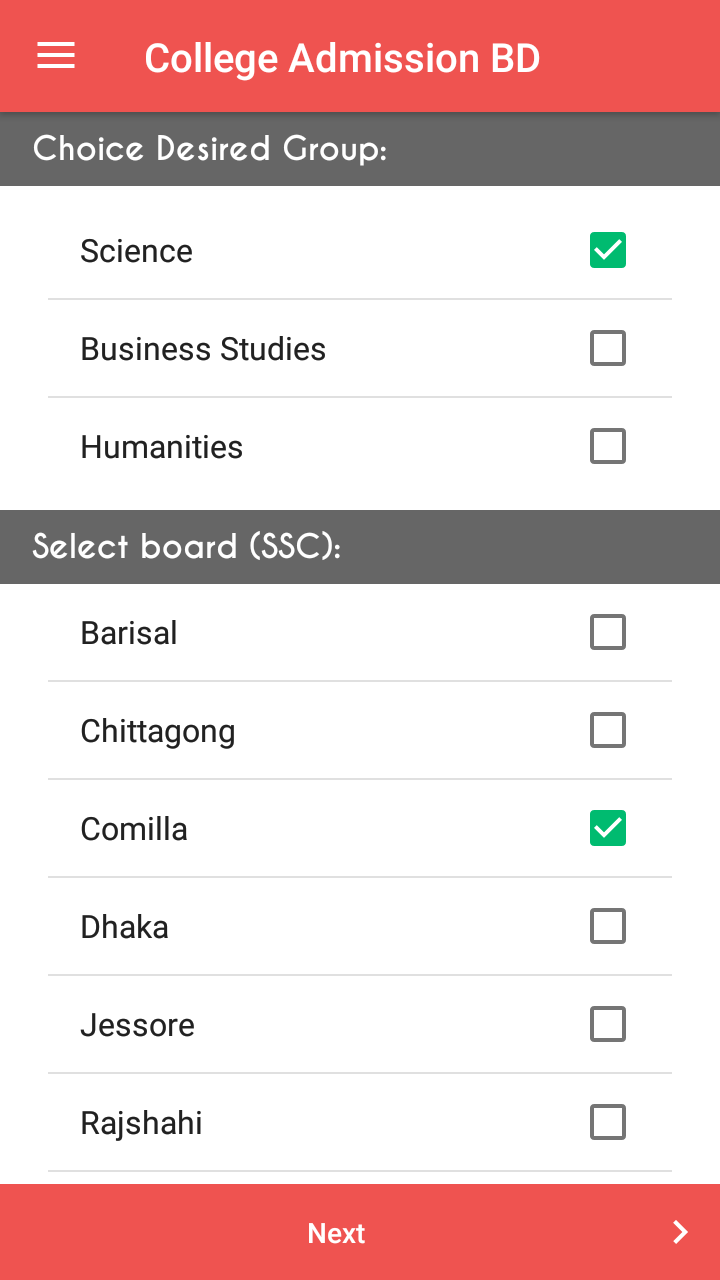 College Admission BD
Choice Desired Group:
Science
Business Studies
Humanities
Select board (SSC):
Barisal
Chittagong
Comilla
Dhaka
Jessore
Rajshahi
Next